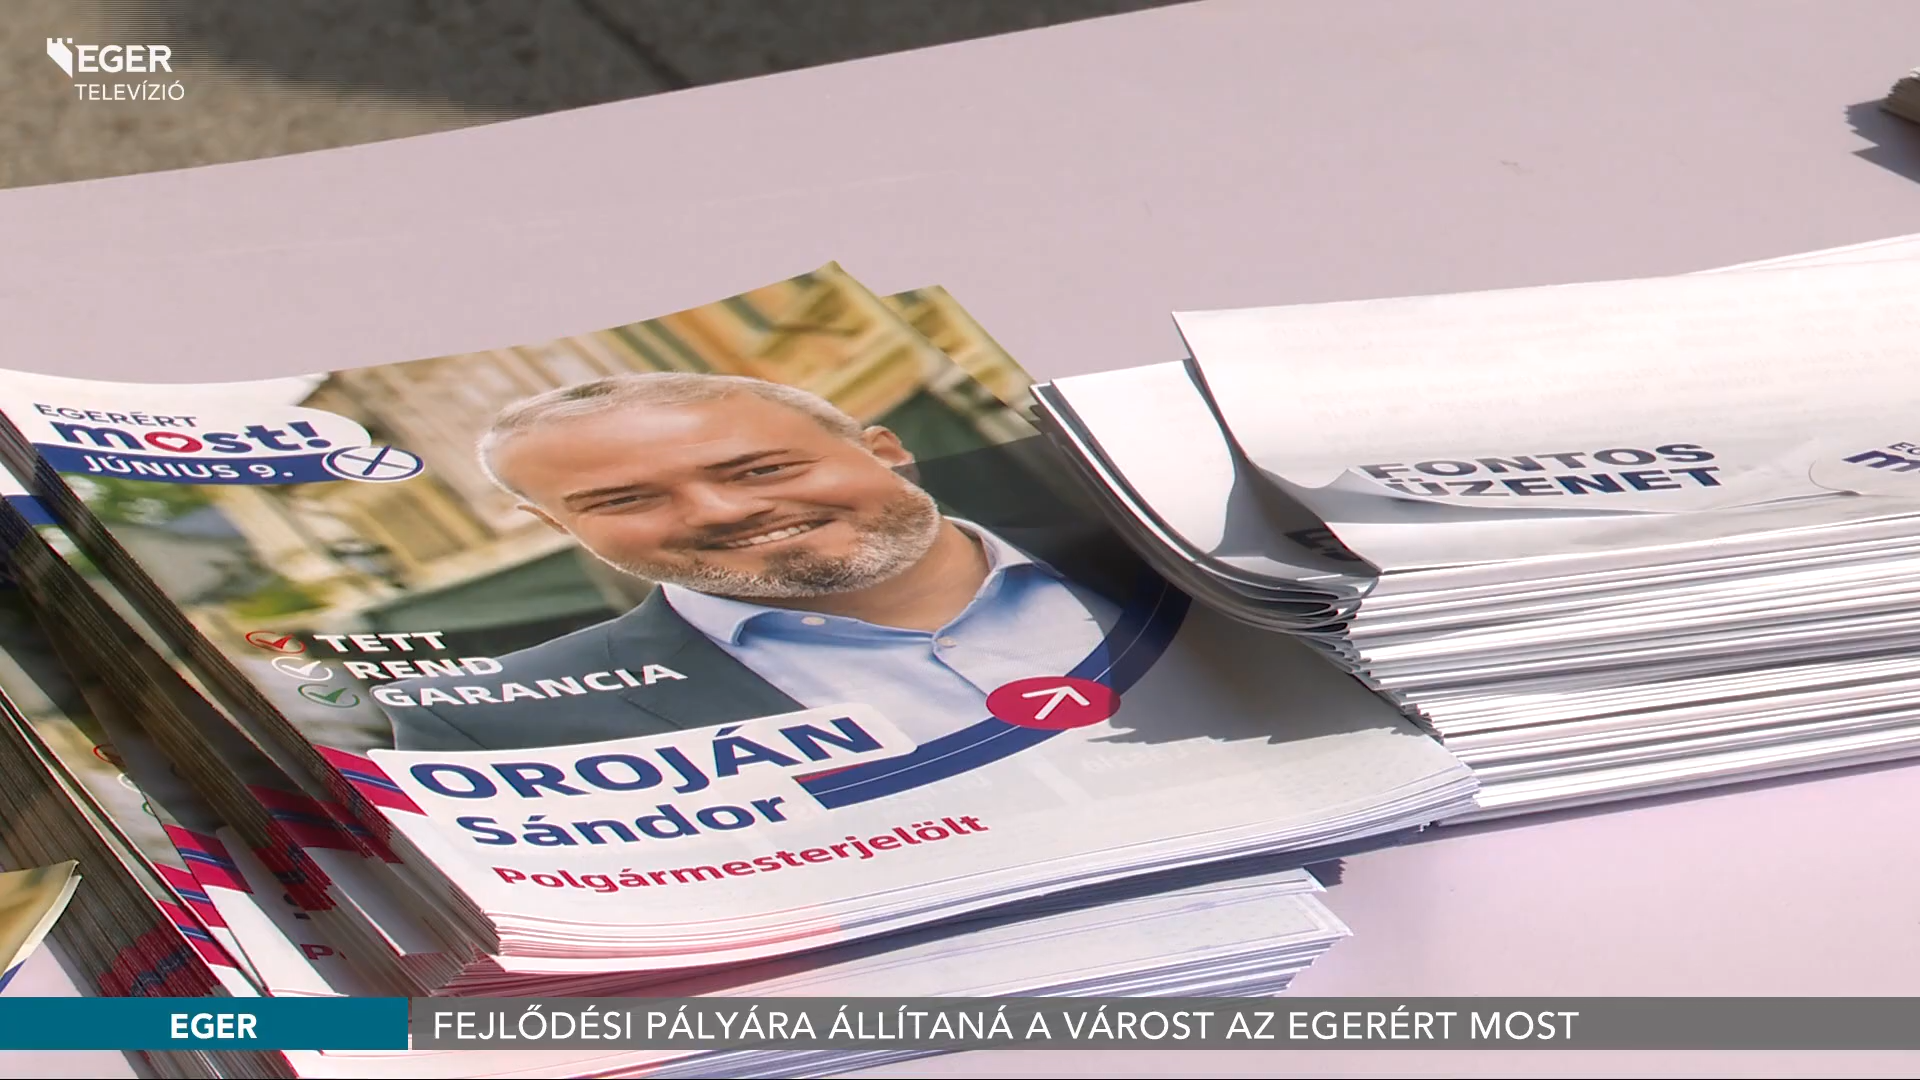 EGER
TELEVÍZIÓ
EGERÉRT
most!
JÚNIUS 9.
FONTOS
ÜZENET
TETT
REND
GARANCIA
OROJÁN
Sándor
Polgármesterjelölt
EGER
FEJLŐDÉSI PÁLYÁRA ÁLLÍTANÁ A VÁROST AZ EGERÉRT MOST